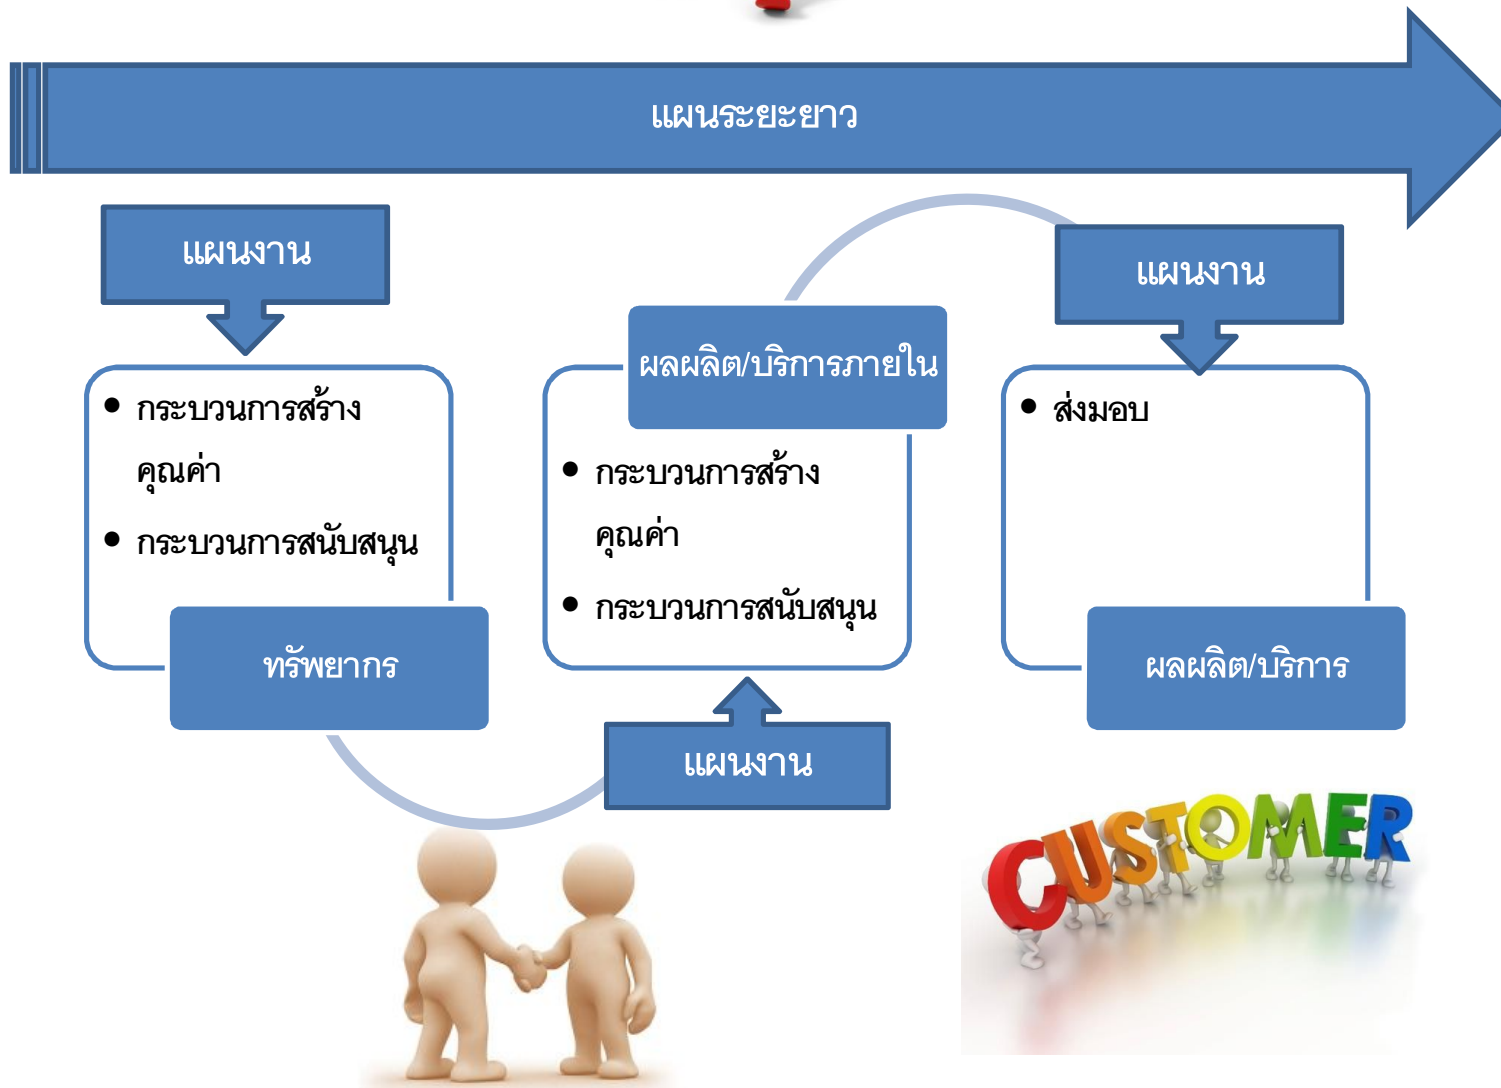 แผนระยะยาว
แผนงาน
กระบวนการสร้าง
คุณค่า
กระบวนการสนับสนุน
ทรัพยากร
ผลผลิต/บริการภายใน
กระบวนการสร้าง
คุณค่า
กระบวนการสนับสนุน
แผนงาน
แผนงาน
ส่งมอบ
ผลผลิต/บริการ
CUSTOMER